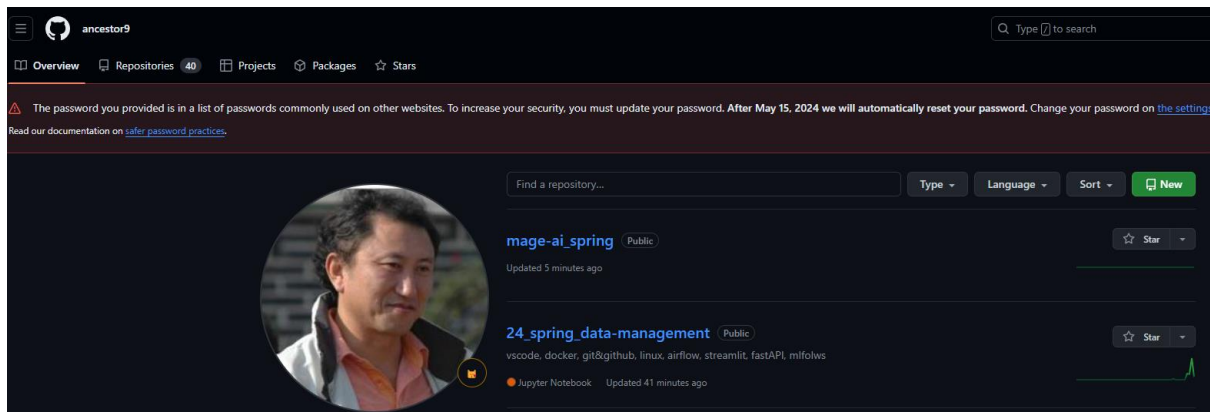 ancestor9
Type / to search
Overview Repositories 40 Projects Packages Stars
The password you provided is in a list of passwords commonly used on other websites. To increase your security, you must update your password. After May 15, 2024 we will automatically reset your password. Change your password on the settings
Read our documentation on safer password practices.
Find a repository...
Type Language Sort New
mage-ai_spring Public
Star
Updated 5 minutes ago
24_spring_data-management Public
Star
vscode, docker, git&github, linux, airflow, streamlit, fastAPI, mlfolws
Jupyter Notebook Updated 41 minutes ago